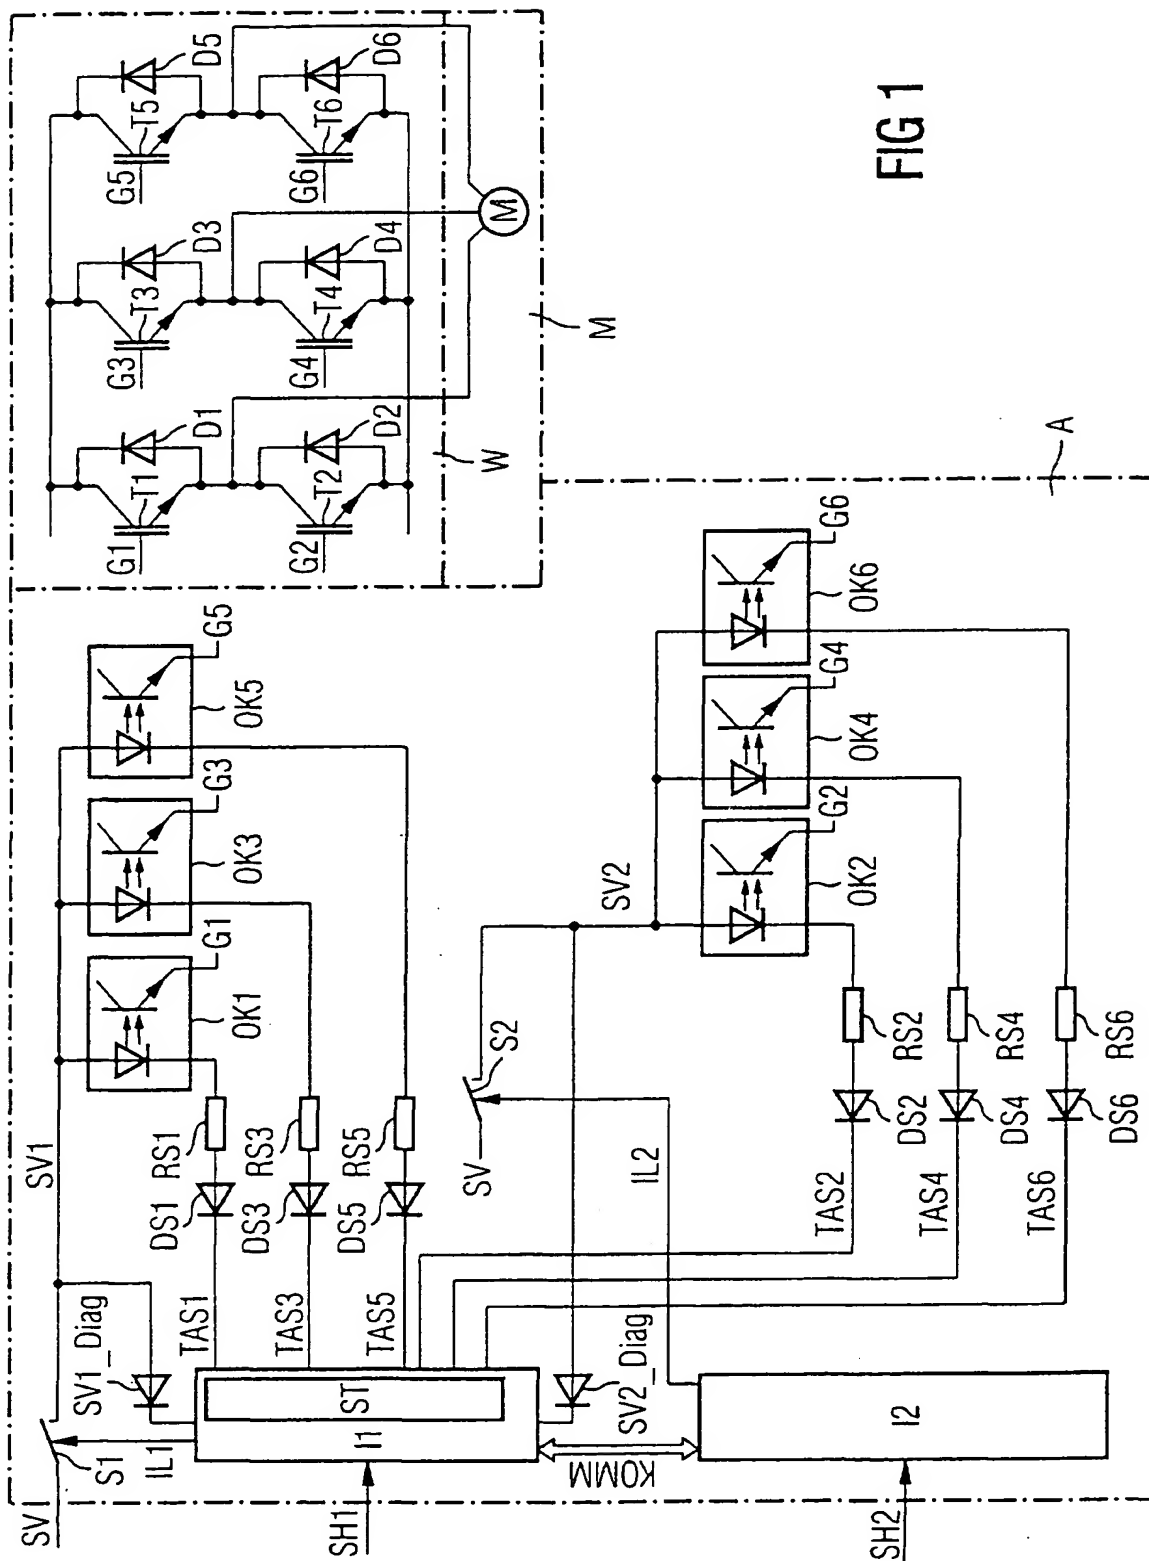 FIG 1
G1
T1
D1
G3
T3
D3
G5
T5
D5
G2
T2
D2
G4
T4
D4
G6
T6
D6
W
M
M
A
SV
S1
IL1
SV1_Diag
SV1
OK1
G1
OK3
G3
OK5
G5
TAS1
DS1
RS1
TAS3
DS3
RS3
TAS5
DS5
RS5
SH1
I1
ST
KOMM
SV2_Diag
SV
S2
IL2
SV2
OK2
G2
OK4
G4
OK6
G6
TAS2
DS2
RS2
TAS4
DS4
RS4
TAS6
DS6
RS6
SH2
I2